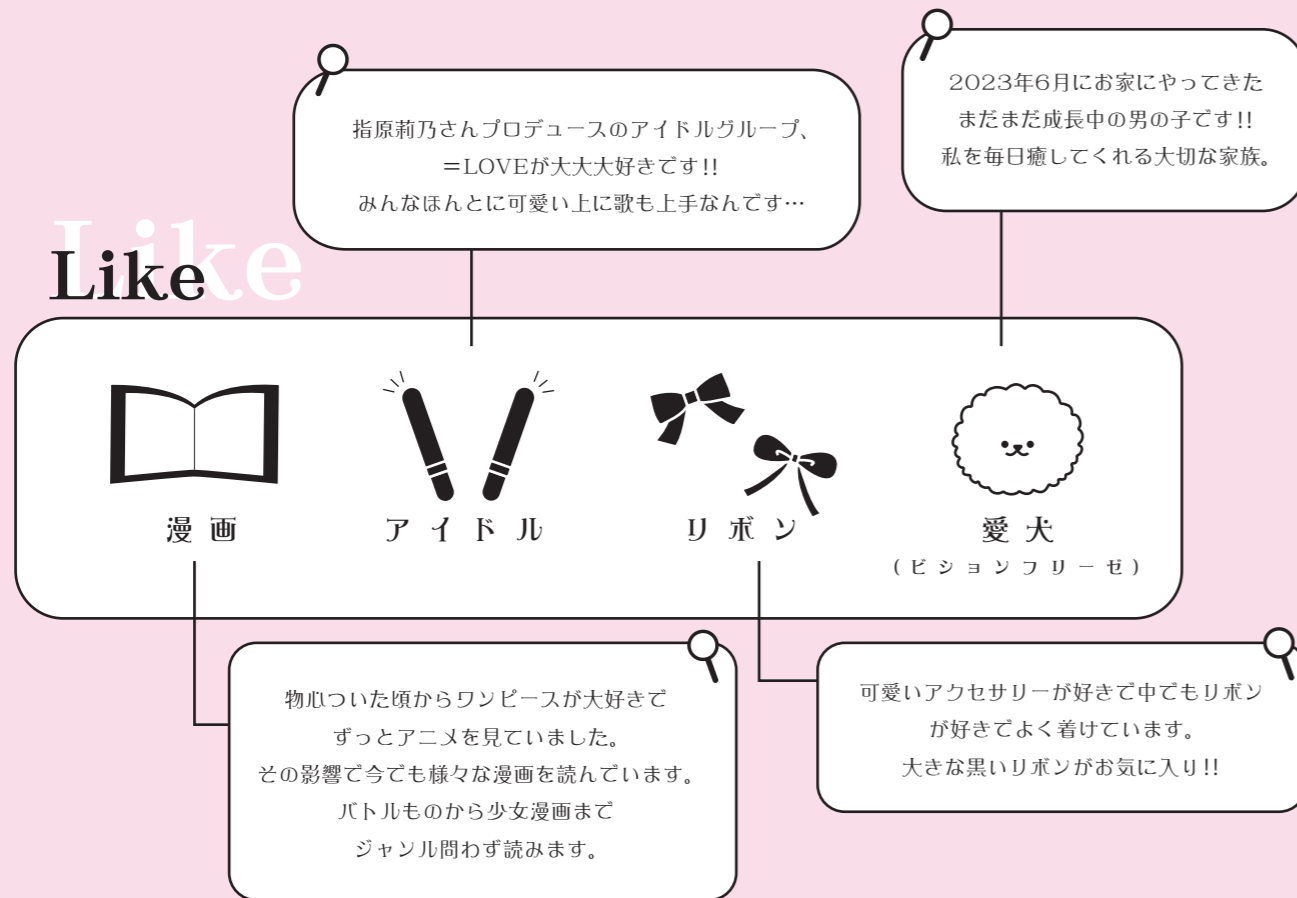 指原莉乃さんプロデュースのアイドルグループ、
=LOVEが大大大好きです!!
みんなほんとに可愛い上に歌も上手なんです…
2023年6月にお家にやってきた
まだまだ成長中の男の子です!!
私を毎日癒してくれる大切な家族。
Like
Like
漫画
アイドル
リボン
愛犬
(ビションフリーゼ)
物心ついた頃からワンピースが大好きで
ずっとアニメを見ていました。
その影響で今でも様々な漫画を読んでいます。
バトルものから少女漫画まで
ジャンル問わず読みます。
可愛いアクセサリーが好きで中でもリボン
が好きでよく着けています。
大きな黒いリボンがお気に入り!!